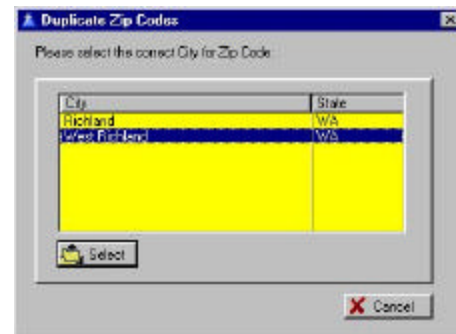 Duplicate Zip Codes
Please select the correct City for Zip Code:
City State
Richland WA
West Richland WA
Select
Cancel